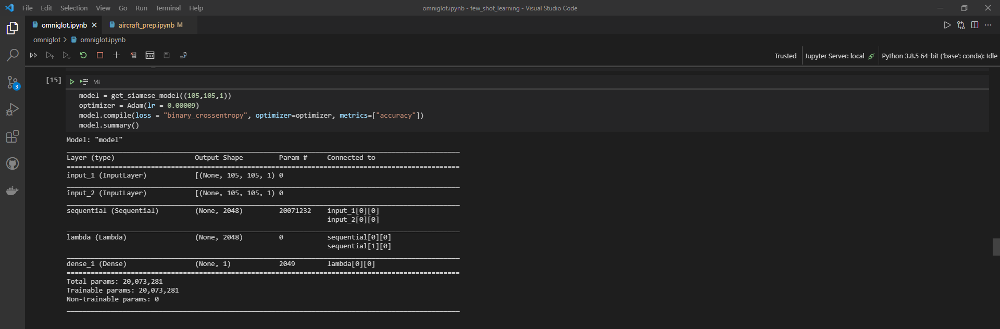 File Edit Selection View Go Run Terminal Help omniglot.ipynb - few_shot_learning - Visual Studio Code
omniglot.ipynb aircraft_prep.ipynb M
omniglot > omniglot.ipynb
Trusted Jupyter Server: local Python 3.8.5 64-bit ('base': conda): Idle
3
[15] M↓
model = get_siamese_model((105,105,1))
optimizer = Adam(lr = 0.00009)
model.compile(loss = "binary_crossentropy", optimizer=optimizer, metrics=["accuracy"])
model.summary()
Model: "model"
__________________________________________________________________________________________________
Layer (type) Output Shape Param # Connected to
==================================================================================================
input_1 (InputLayer) [(None, 105, 105, 1) 0
__________________________________________________________________________________________________
input_2 (InputLayer) [(None, 105, 105, 1) 0
__________________________________________________________________________________________________
sequential (Sequential) (None, 2048) 20071232 input_1[0][0]
input_2[0][0]
__________________________________________________________________________________________________
lambda (Lambda) (None, 2048) 0 sequential[0][0]
sequential[1][0]
__________________________________________________________________________________________________
dense_1 (Dense) (None, 1) 2049 lambda[0][0]
==================================================================================================
Total params: 20,073,281
Trainable params: 20,073,281
Non-trainable params: 0
__________________________________________________________________________________________________